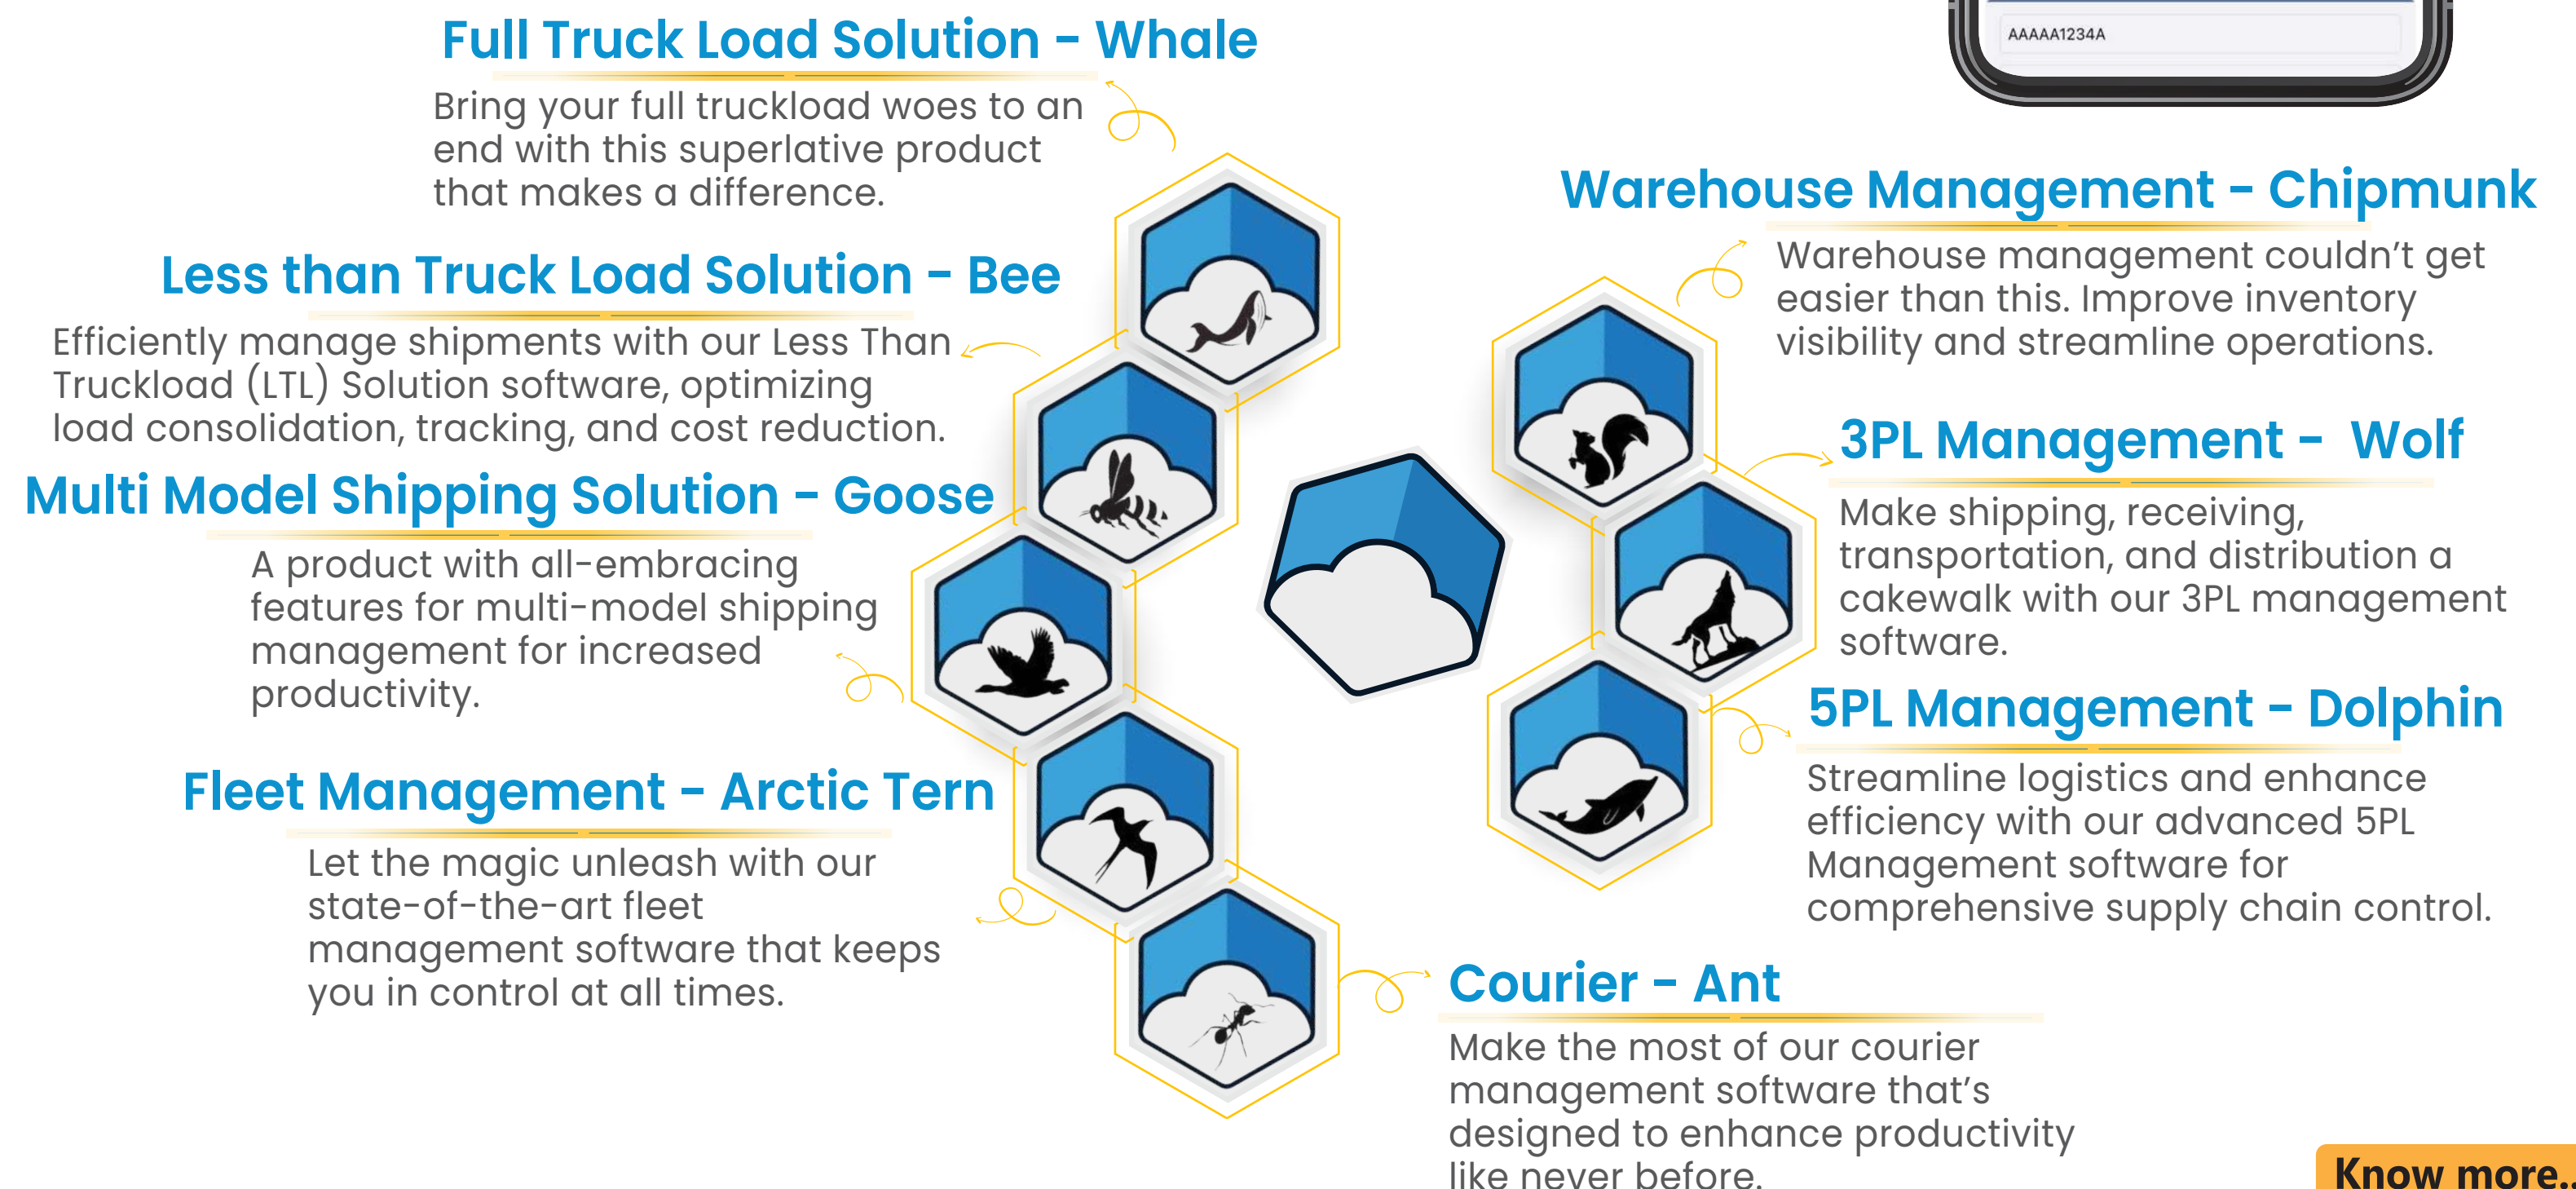 AAAAA1234A
Full Truck Load Solution - Whale
Bring your full truckload woes to an
end with this superlative product
that makes a difference.
Less than Truck Load Solution - Bee
Efficiently manage shipments with our Less Than
Truckload (LTL) Solution software, optimizing
load consolidation, tracking, and cost reduction.
Multi Model Shipping Solution - Goose
A product with all-embracing
features for multi-model shipping
management for increased
productivity.
Fleet Management - Arctic Tern
Let the magic unleash with our
state-of-the-art fleet
management software that keeps
you in control at all times.
Warehouse Management - Chipmunk
Warehouse management couldn’t get
easier than this. Improve inventory
visibility and streamline operations.
3PL Management - Wolf
Make shipping, receiving,
transportation, and distribution a
cakewalk with our 3PL management
software.
5PL Management - Dolphin
Streamline logistics and enhance
efficiency with our advanced 5PL
Management software for
comprehensive supply chain control.
Courier - Ant
Make the most of our courier
management software that’s
designed to enhance productivity
like never before.
Know more..